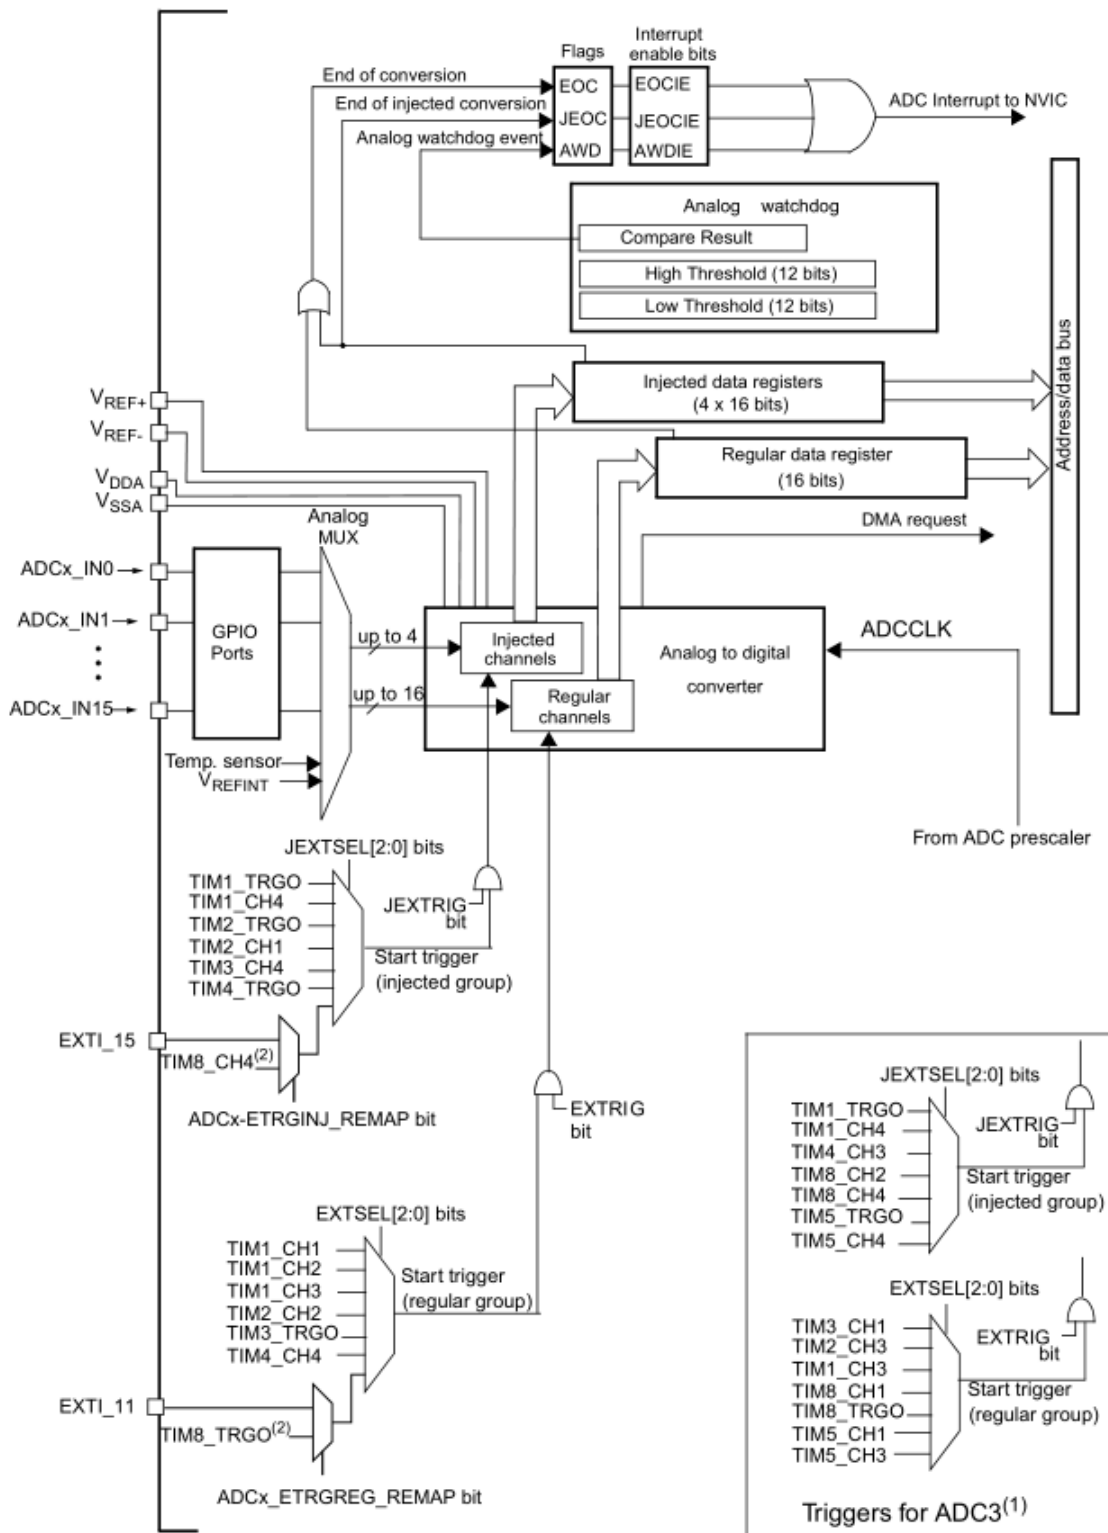 Interrupt
Flags enable bits
End of conversion
EOC EOCIE
End of injected conversion
JEOC JEOCIE
ADC Interrupt to NVIC
Analog watchdog event
AWD AWDIE
Analog watchdog
Compare Result
High Threshold (12 bits)
Low Threshold (12 bits)
Address/data bus
Injected data registers
(4 x 16 bits)
Regular data register
(16 bits)
DMA request
VREF+
VREF-
VDDA
VSSA
Analog
MUX
ADCx_IN0
ADCx_IN1
ADCx_IN15
GPIO
Ports
up to 4
up to 16
Injected
channels
Regular
channels
Analog to digital
converter
ADCCLK
Temp. sensor
VREFINT
From ADC prescaler
JEXTSEL[2:0] bits
TIM1_TRGO
TIM1_CH4
TIM2_TRGO
TIM2_CH1
TIM3_CH4
TIM4_TRGO
JEXTRIG
bit
Start trigger
(injected group)
EXTI_15
TIM8_CH4(2)
ADCx-ETRGINJ_REMAP bit
EXTRIG
bit
EXTSEL[2:0] bits
TIM1_CH1
TIM1_CH2
TIM1_CH3
TIM2_CH2
TIM3_TRGO
TIM4_CH4
Start trigger
(regular group)
EXTI_11
TIM8_TRGO(2)
ADCx_ETRGREG_REMAP bit
JEXTSEL[2:0] bits
TIM1_TRGO
TIM1_CH4
TIM4_CH3
TIM8_CH2
TIM8_CH4
TIM5_TRGO
TIM5_CH4
JEXTRIG
bit
Start trigger
(injected group)
EXTSEL[2:0] bits
TIM3_CH1
TIM2_CH3
TIM1_CH3
TIM8_CH1
TIM8_TRGO
TIM5_CH1
TIM5_CH3
EXTRIG
bit
Start trigger
(regular group)
Triggers for ADC3(1)